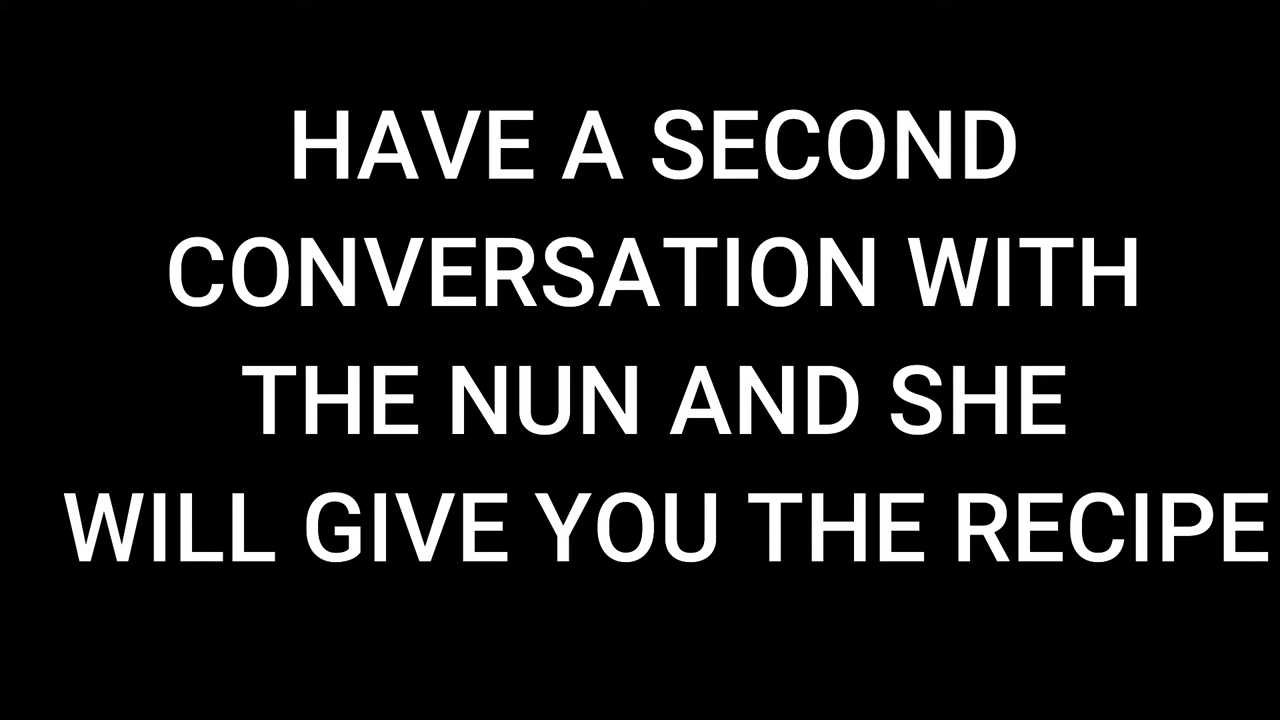 HAVE A SECOND
CONVERSATION WITH
THE NUN AND SHE
WILL GIVE YOU THE RECIPE